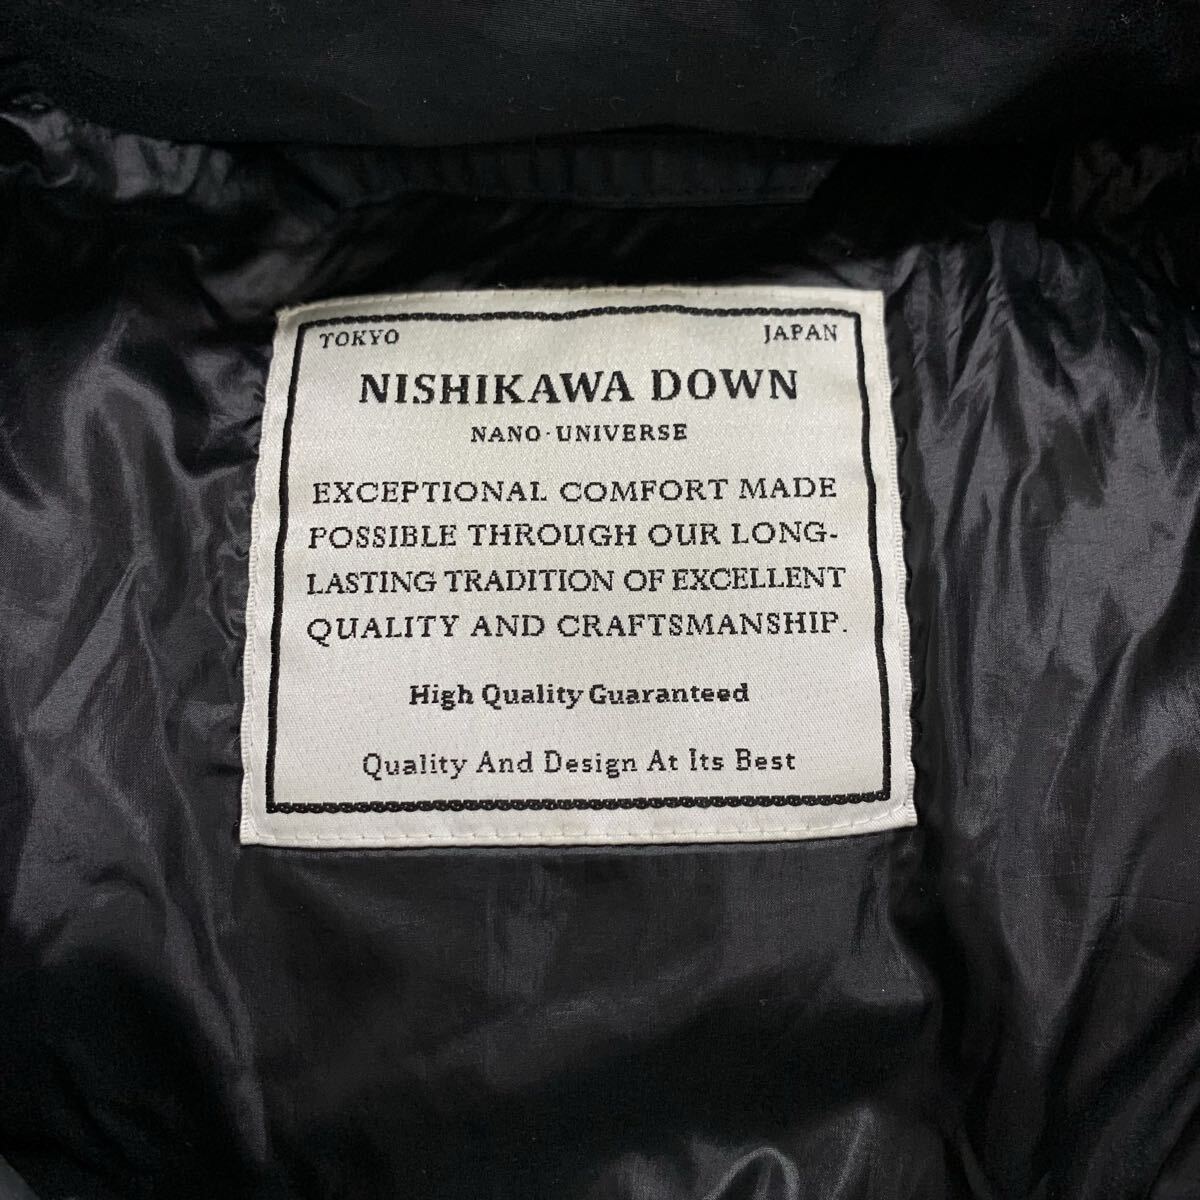 TOKYO JAPAN
NISHIKAWA DOWN
NANO·UNIVERSE
EXCEPTIONAL COMFORT MADE
POSSIBLE THROUGH OUR LONG-
LASTING TRADITION OF EXCELLENT
QUALITY AND CRAFTSMANSHIP.
High Quality Guaranteed
Quality And Design At Its Best